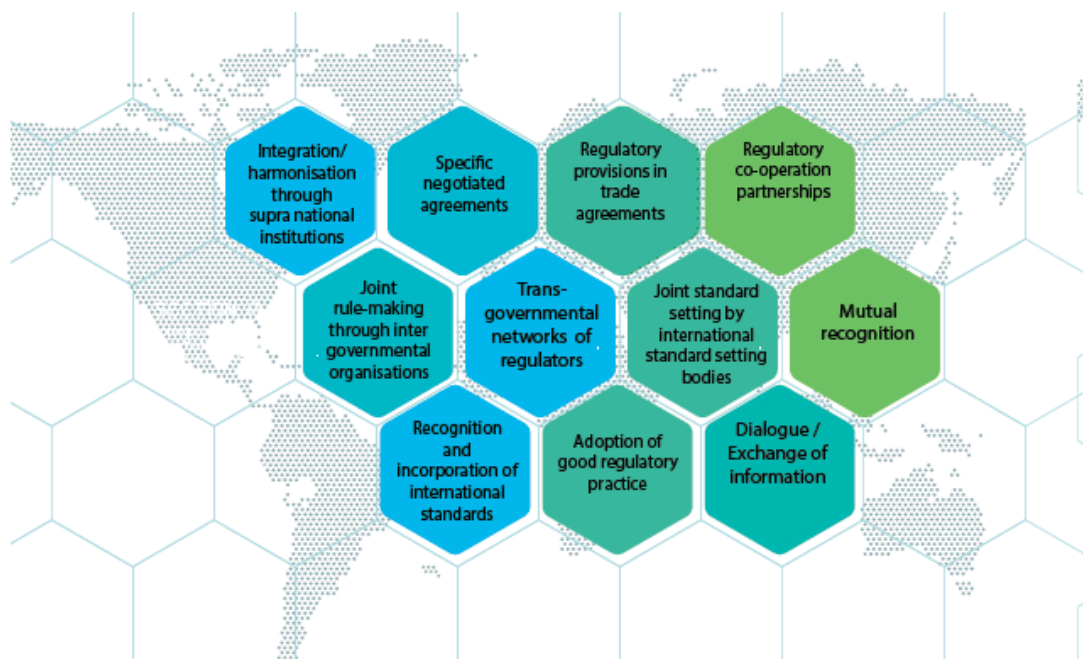 Integration/
harmonisation
through
supra national
institutions
Specific
negotiated
agreements
Regulatory
provisions in
trade
agreements
Regulatory
co-operation
partnerships
Joint
rule-making
through inter
governmental
organisations
Trans-
governmental
networks of
regulators
Joint standard
setting by
international
standard setting
bodies
Mutual
recognition
Recognition
and
incorporation of
international
standards
Adoption of
good regulatory
practice
Dialogue /
Exchange of
information